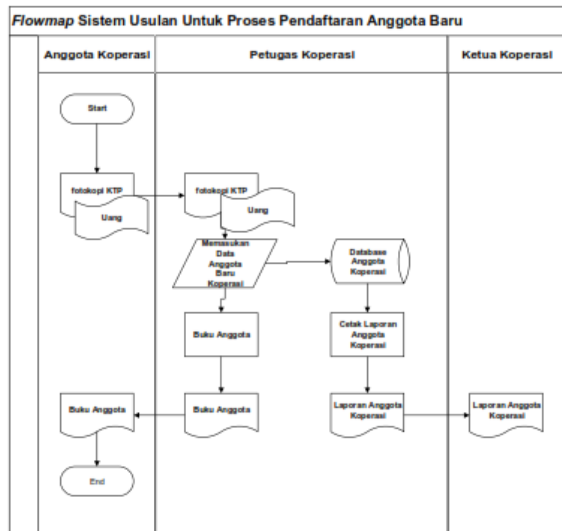 Flowmap Sistem Usulan Untuk Proses Pendaftaran Anggota Baru
Anggota Koperasi
Petugas Koperasi
Ketua Koperasi
Start
fotokopi KTP
Uang
fotokopi KTP
Uang
Memasukan
Data
Anggota
Baru
Koperasi
Database
Anggota
Koperasi
Buku Anggota
Cetak Laporan
Anggota
Koperasi
Buku Anggota
Buku Anggota
Laporan Anggota
Koperasi
Laporan Anggota
Koperasi
End